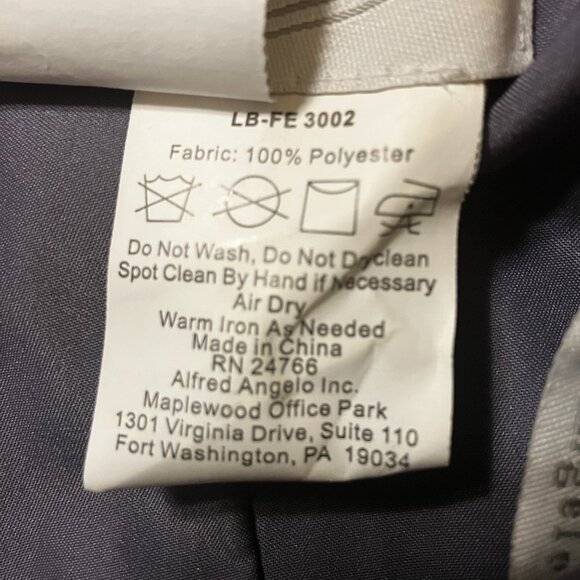 LB-FE 3002
Fabric: 100% Polyester
Do Not Wash, Do Not Dryclean
Spot Clean By Hand if Necessary
Air Dry
Warm Iron As Needed
Made in China
RN 24766
Alfred Angelo Inc.
Maplewood Office Park
1301 Virginia Drive, Suite 110
Fort Washington, PA 19034